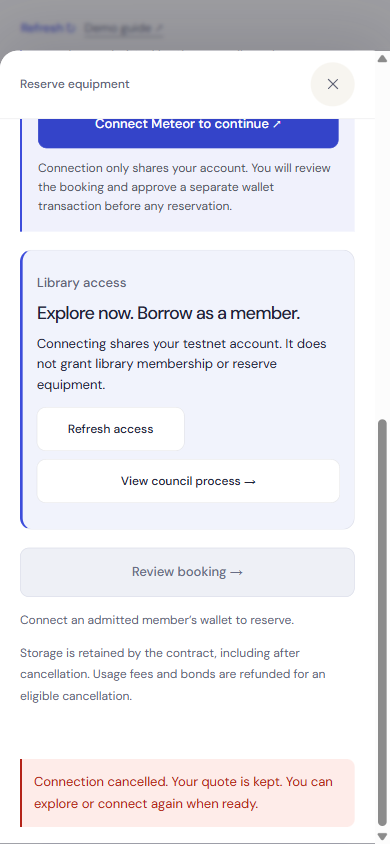 Refresh ↻ Demo guide ↗
Reserve equipment
Connect Meteor to continue ↗
Connection only shares your account. You will review
the booking and approve a separate wallet
transaction before any reservation.
Library access
Explore now. Borrow as a member.
Connecting shares your testnet account. It does
not grant library membership or reserve
equipment.
Refresh access
View council process →
Review booking →
Connect an admitted member's wallet to reserve.
Storage is retained by the contract, including after
cancellation. Usage fees and bonds are refunded for an
eligible cancellation.
Connection cancelled. Your quote is kept. You can
explore or connect again when ready.